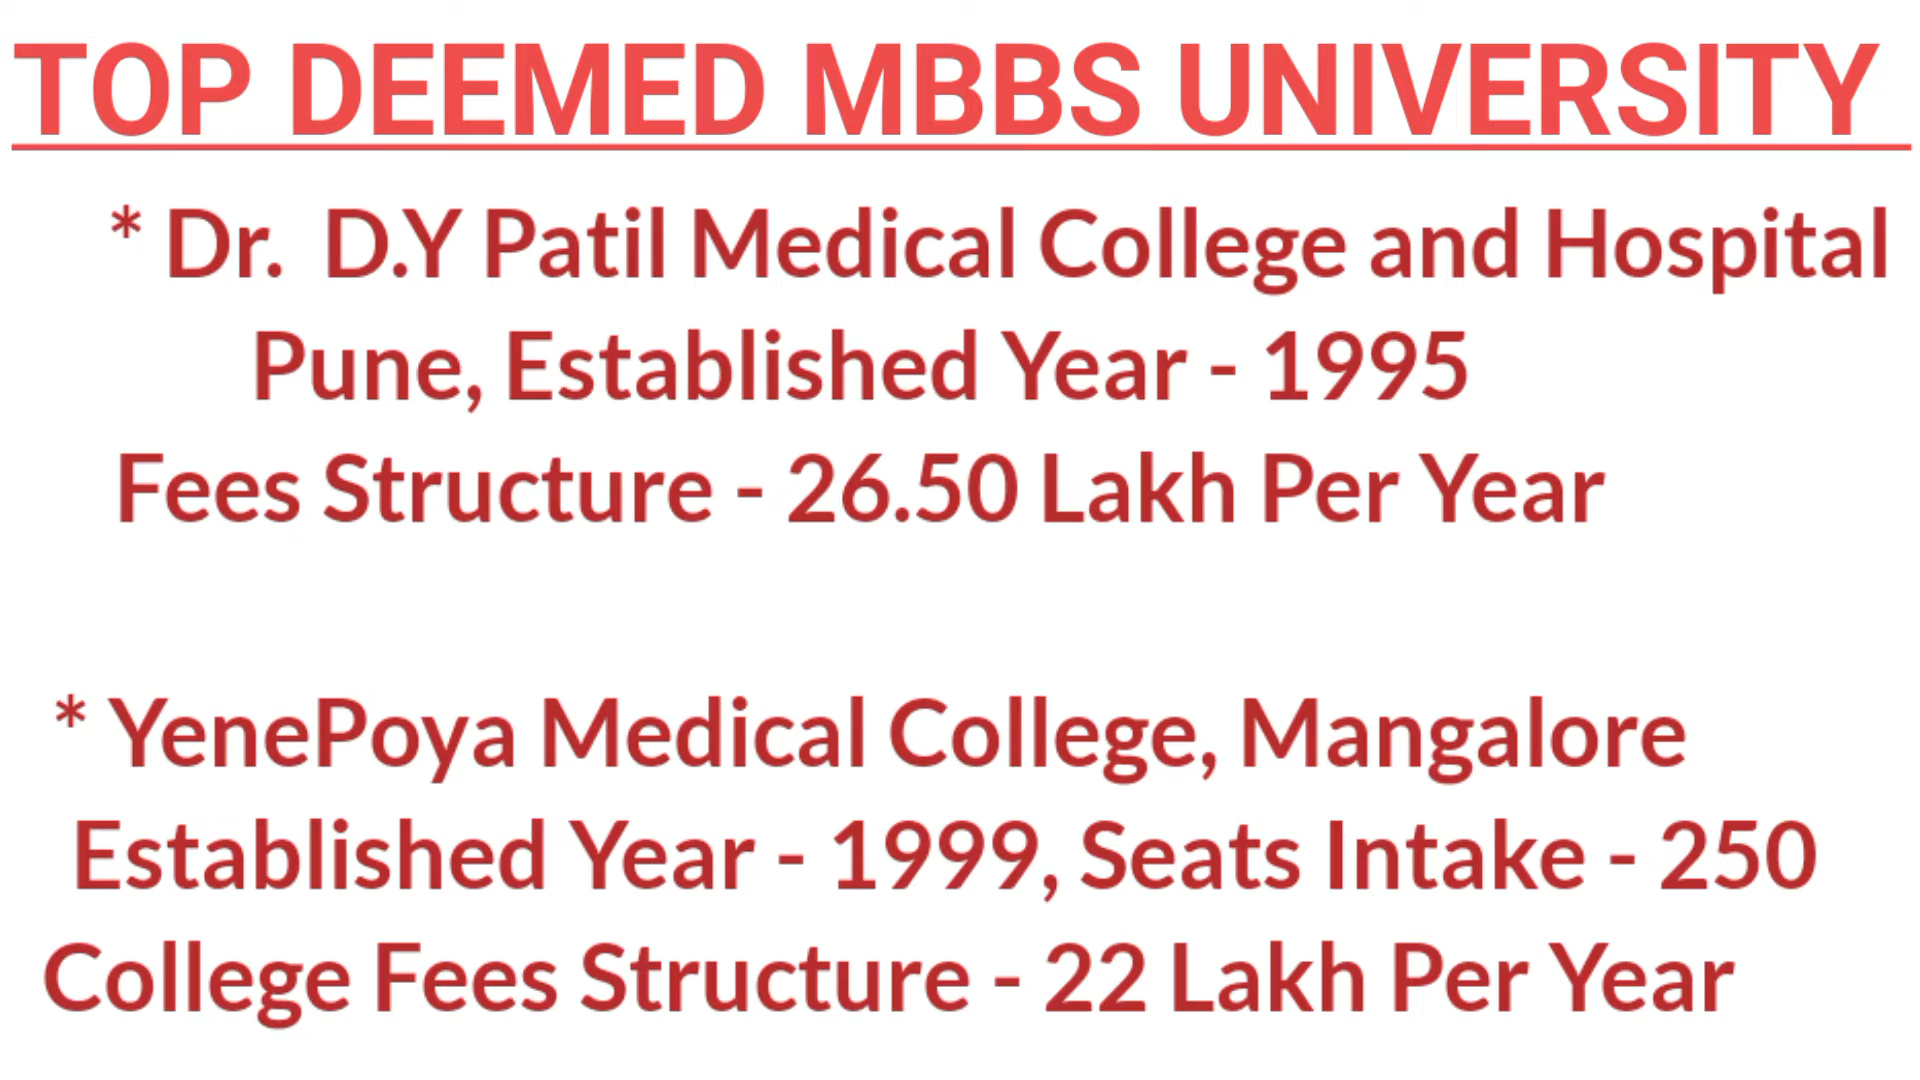 TOP DEEMED MBBS UNIVERSITY
* Dr. D.Y Patil Medical College and Hospital
Pune, Established Year - 1995
Fees Structure - 26.50 Lakh Per Year
* YenePoya Medical College, Mangalore
Established Year - 1999, Seats Intake - 250
College Fees Structure - 22 Lakh Per Year